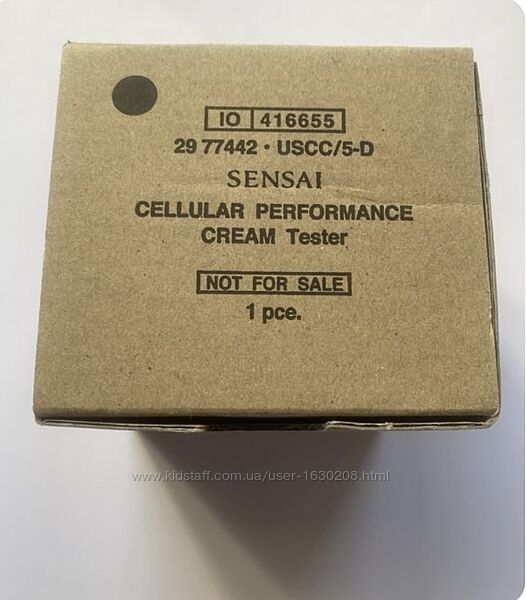 IO 416655
29 77442 • USCC/5-D
SENSAI
CELLULAR PERFORMANCE
CREAM Tester
NOT FOR SALE
1 pce.
www.kidstaff.com.ua/user-1630208.html